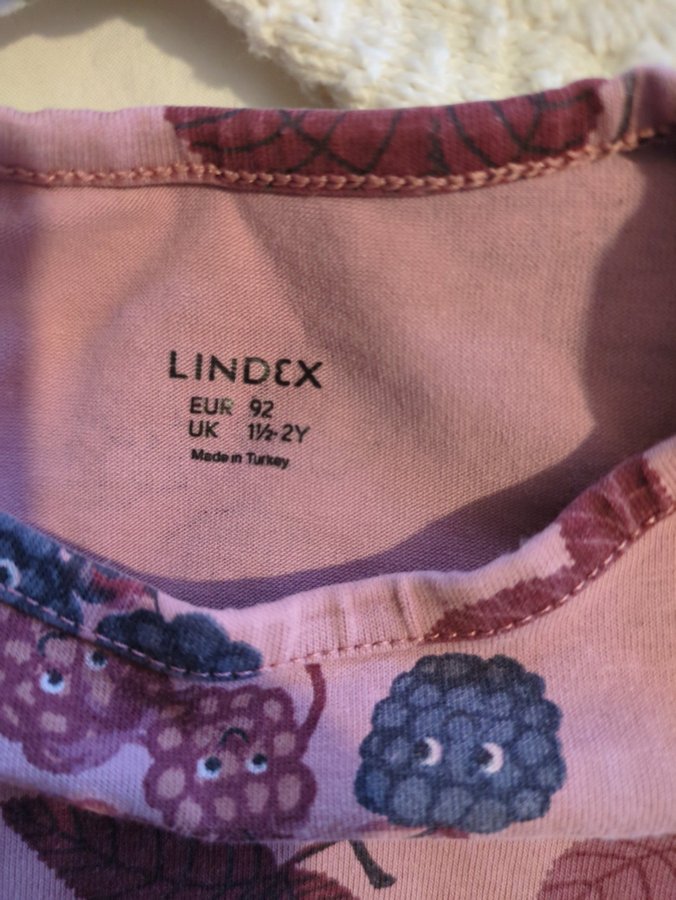 LINDEX
EUR 92
UK 1½-2Y
Made in Turkey